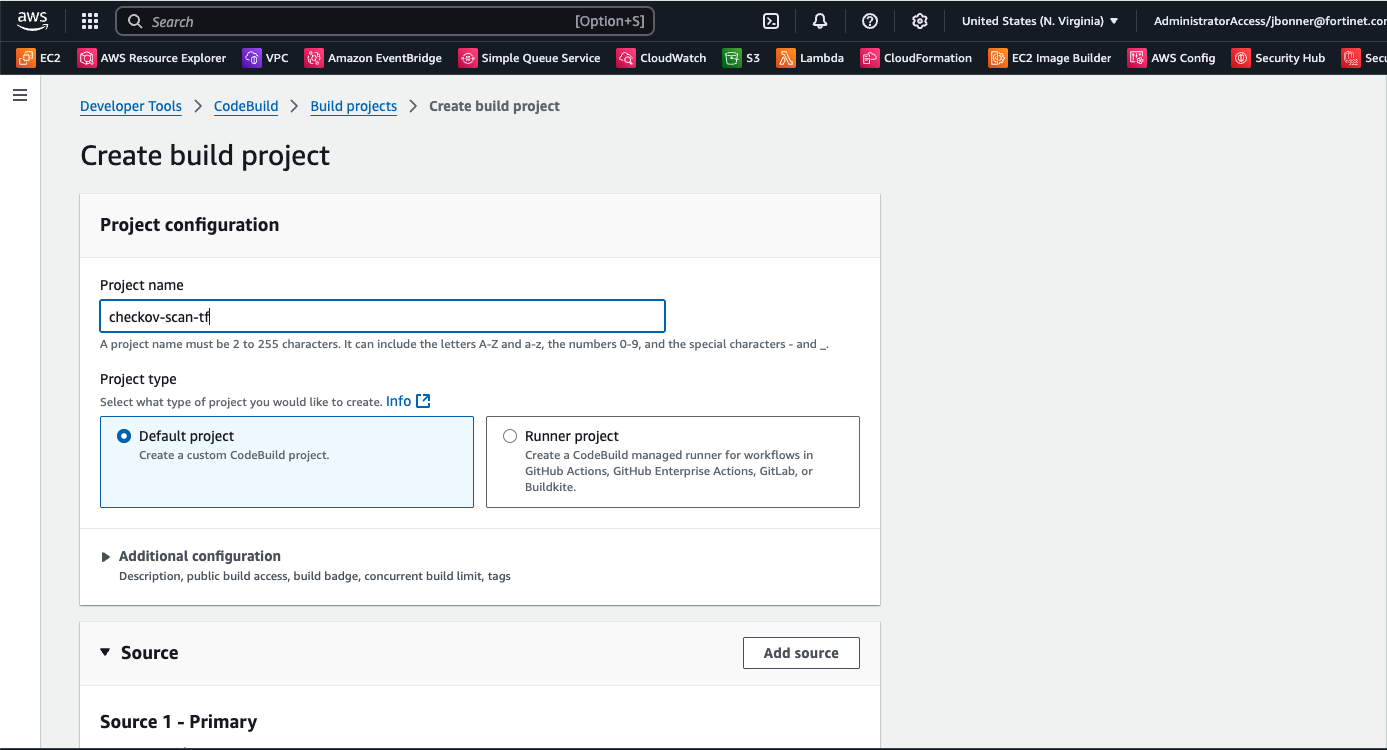 aws Search [Option+S] United States (N. Virginia) ▼ AdministratorAccess/jbonner@fortinet.cor
EC2 AWS Resource Explorer VPC Amazon EventBridge Simple Queue Service CloudWatch S3 Lambda CloudFormation EC2 Image Builder AWS Config Security Hub Secu
Developer Tools > CodeBuild > Build projects > Create build project
Create build project
Project configuration
Project name
checkov-scan-tf
A project name must be 2 to 255 characters. It can include the letters A-Z and a-z, the numbers 0-9, and the special characters - and _.
Project type
Select what type of project you would like to create. Info
Default project
Create a custom CodeBuild project.
Runner project
Create a CodeBuild managed runner for workflows in
GitHub Actions, GitHub Enterprise Actions, GitLab, or
Buildkite.
Additional configuration
Description, public build access, build badge, concurrent build limit, tags
Source
Add source
Source 1 - Primary